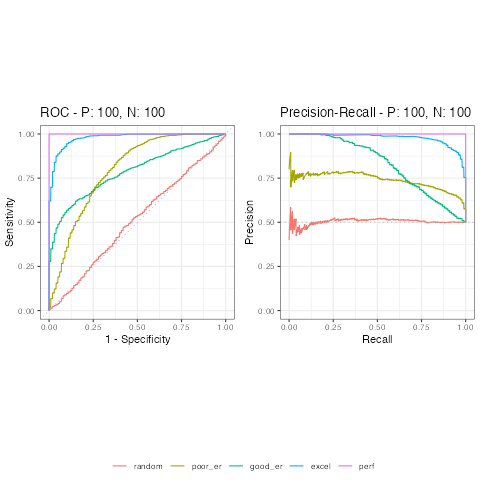 ROC - P: 100, N: 100
Precision-Recall - P: 100, N: 100
1.00
0.75
0.50
0.25
0.00
Sensitivity
0.00 0.25 0.50 0.75 1.00
1 - Specificity
1.00
0.75
0.50
0.25
0.00
Precision
0.00 0.25 0.50 0.75 1.00
Recall
random poor_er good_er excel perf